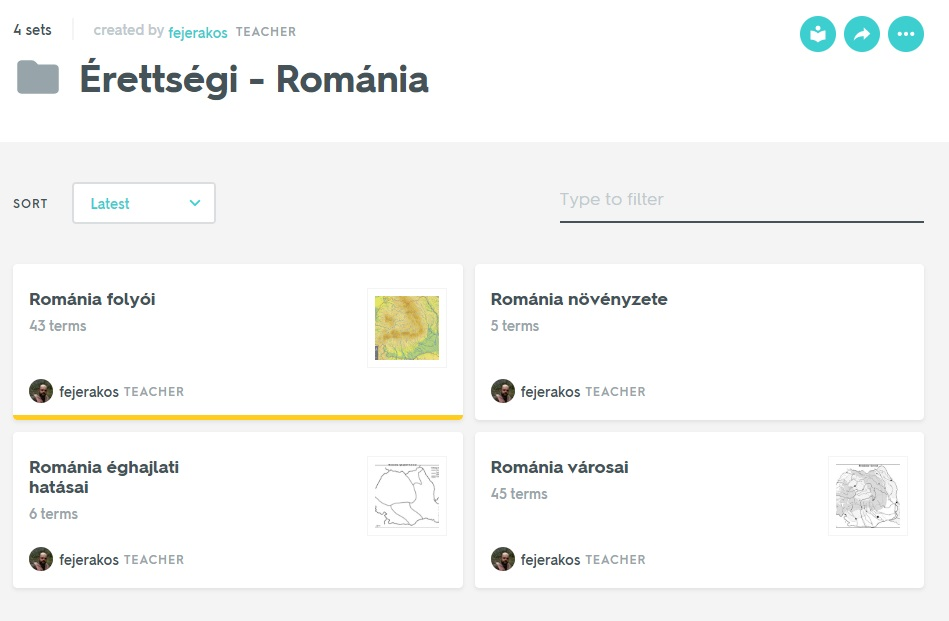 4 sets created by fejerakos TEACHER
Érettségi - Románia
SORT Latest Type to filter
Románia folyói
43 terms
fejerakos TEACHER
Románia növényzete
5 terms
fejerakos TEACHER
Románia éghajlati
hatásai
6 terms
fejerakos TEACHER
Románia városai
45 terms
fejerakos TEACHER